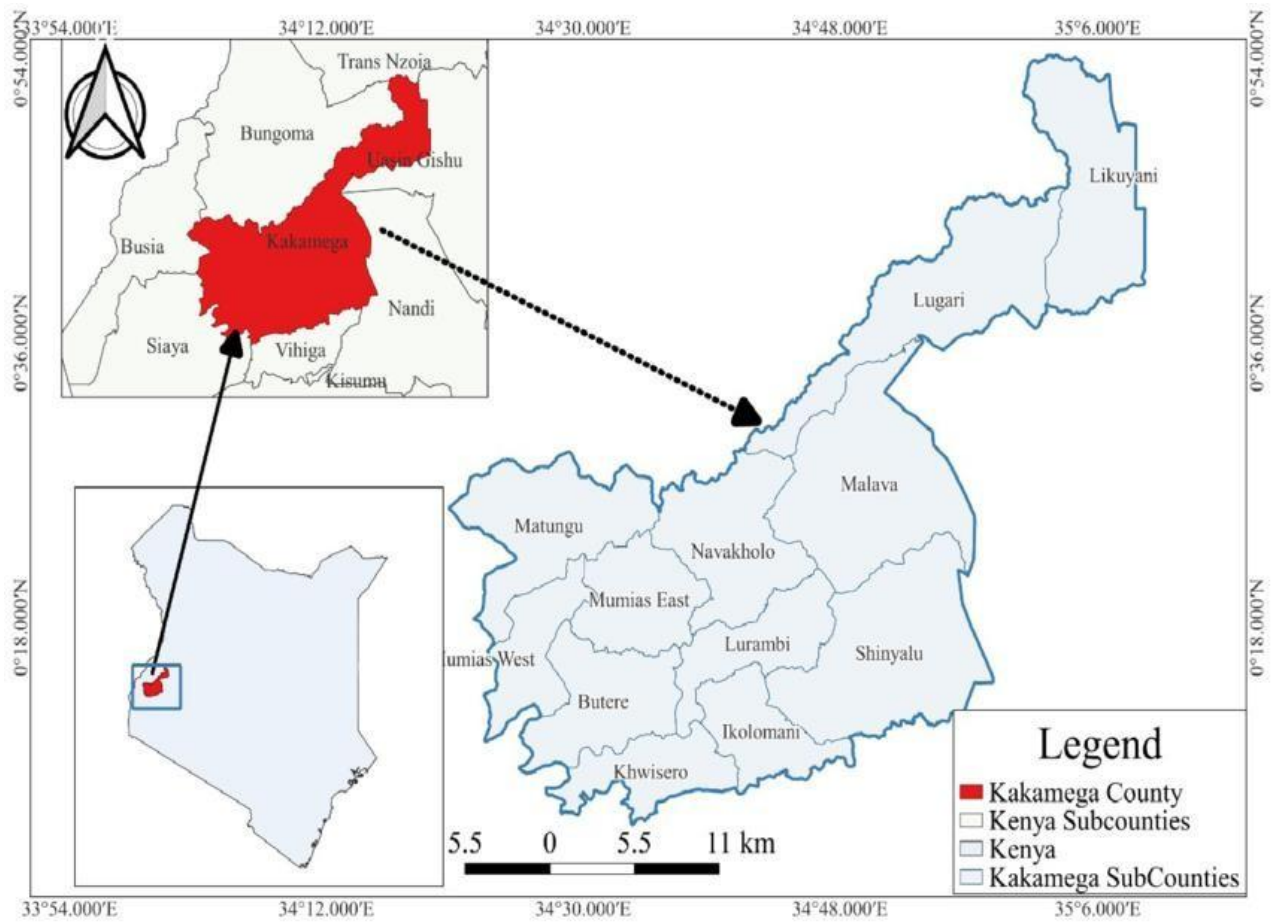 33°54.000'E 34°12.000'E 34°30.000'E 34°48.000'E 35°6.000'E
0°54.000'N
0°36.000'N
0°18.000'N
0°54.000'N
0°36.000'N
0°18.000'N
Trans Nzoia
Bungoma
Uasin Gishu
Busia
Kakamega
Nandi
Siaya
Vihiga
Kisumu
Likuyani
Lugari
Malava
Matungu
Navakholo
Mumias East
Lurambi
Shinyalu
umias West
Butere
Ikolomani
Khwisero
5.5 0 5.5 11 km
Legend
Kakamega County
Kenya Subcounties
Kenya
Kakamega SubCounties
33°54.000'E 34°12.000'E 34°30.000'E 34°48.000'E 35°6.000'E